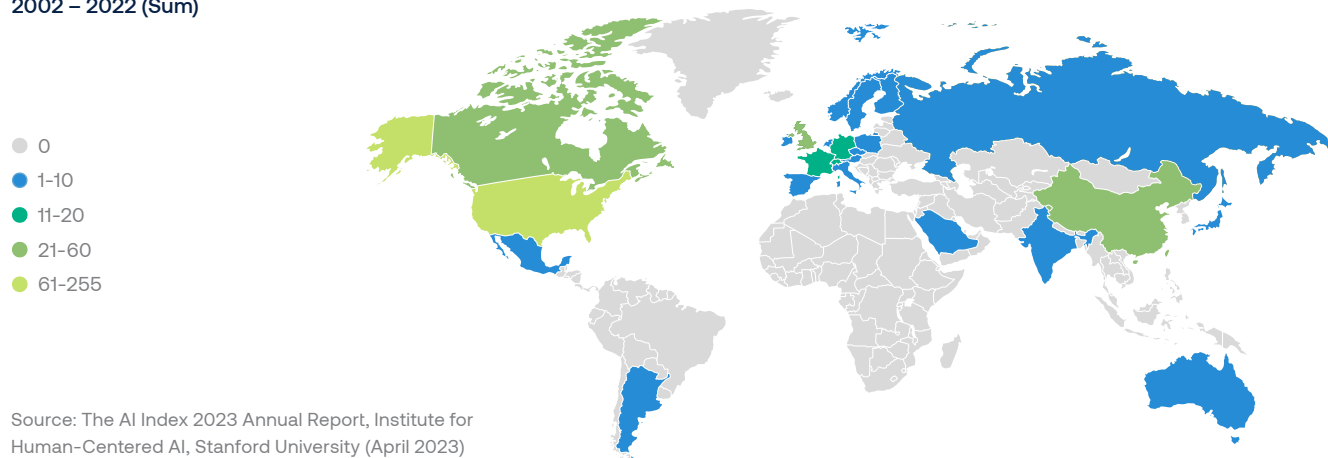 2002 – 2022 (Sum)
0
1-10
11-20
21-60
61-255
Source: The AI Index 2023 Annual Report, Institute for
Human-Centered AI, Stanford University (April 2023)